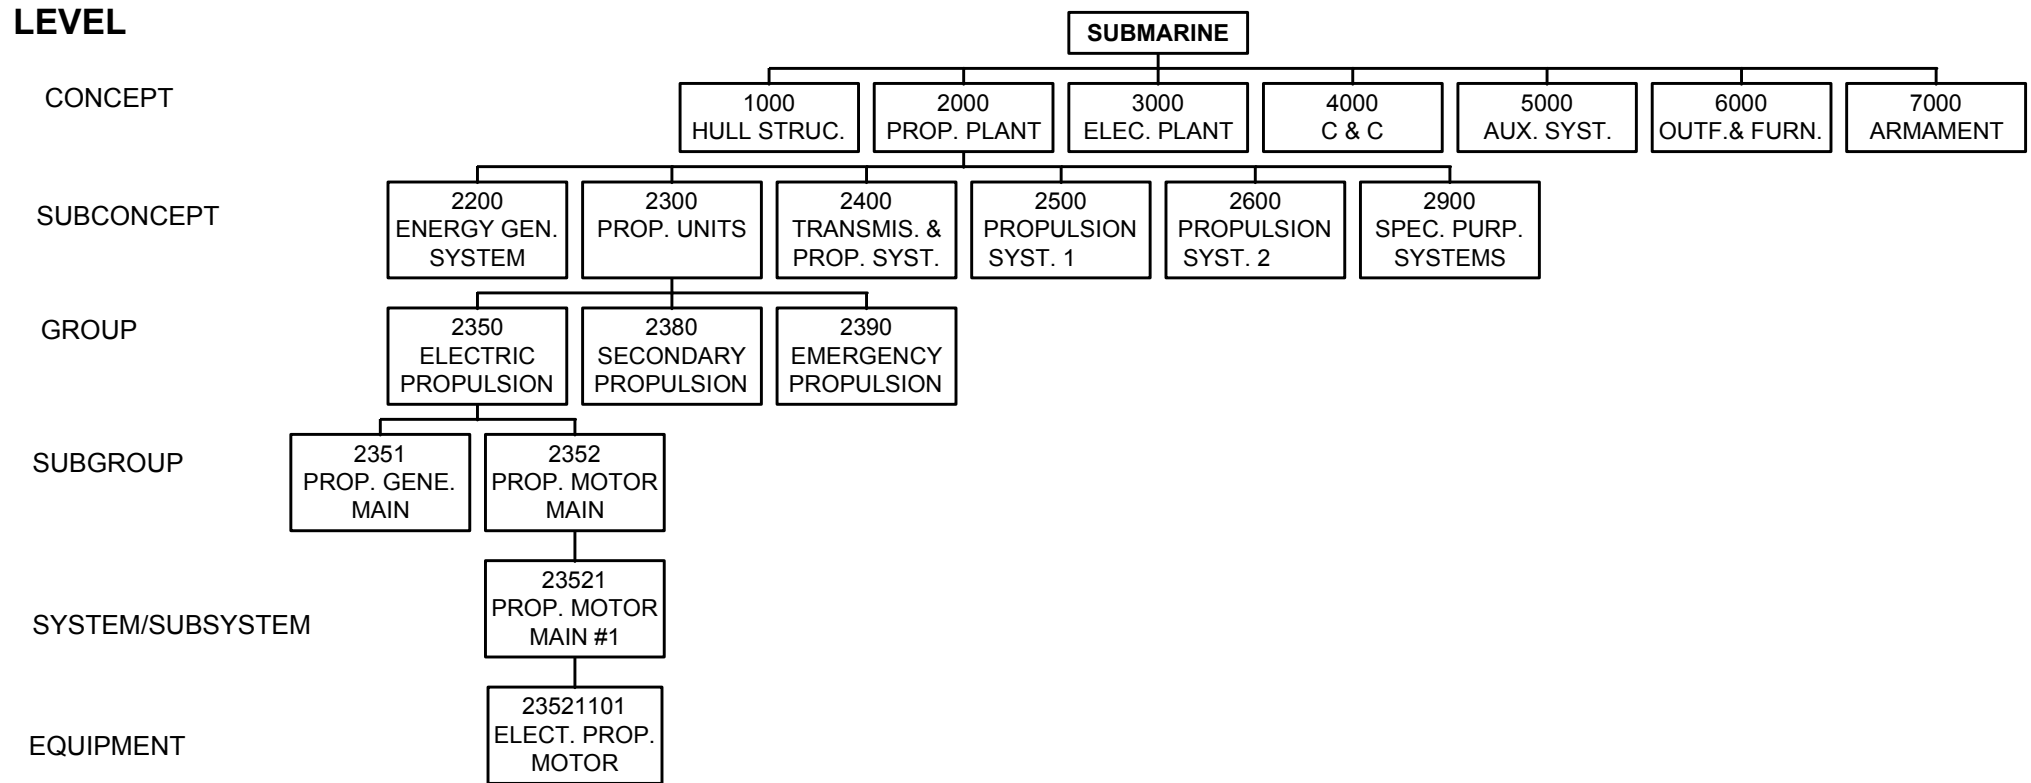 LEVEL
SUBMARINE
CONCEPT
1000
HULL STRUC.
2000
PROP. PLANT
3000
ELEC. PLANT
4000
C & C
5000
AUX. SYST.
6000
OUTF.& FURN.
7000
ARMAMENT
SUBCONCEPT
2200
ENERGY GEN.
SYSTEM
2300
PROP. UNITS
2400
TRANSMIS. &
PROP. SYST.
2500
PROPULSION
SYST. 1
2600
PROPULSION
SYST. 2
2900
SPEC. PURP.
SYSTEMS
GROUP
2350
ELECTRIC
PROPULSION
2380
SECONDARY
PROPULSION
2390
EMERGENCY
PROPULSION
SUBGROUP
2351
PROP. GENE.
MAIN
2352
PROP. MOTOR
MAIN
SYSTEM/SUBSYSTEM
23521
PROP. MOTOR
MAIN #1
EQUIPMENT
23521101
ELECT. PROP.
MOTOR